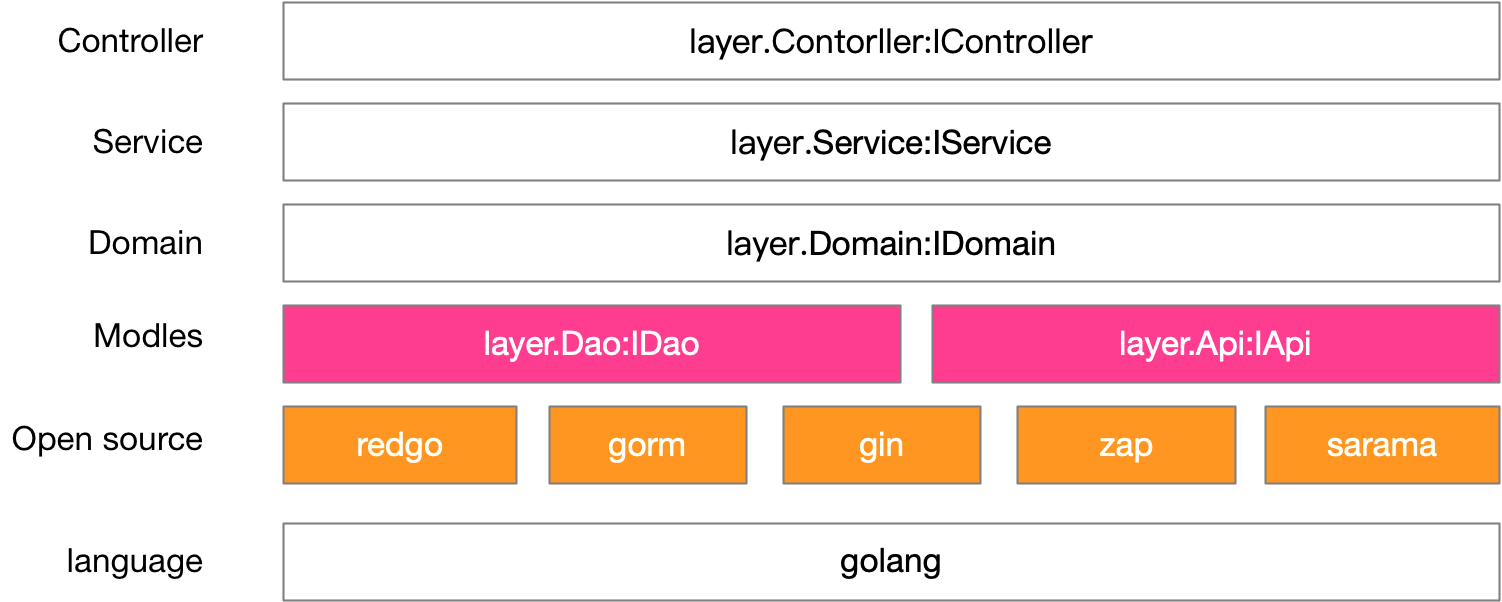 Controller
layer.Contorller:IController
Service
layer.Service:IService
Domain
layer.Domain:IDomain
Modles
layer.Dao:IDao
layer.Api:IApi
Open source
redgo
gorm
gin
zap
sarama
language
golang